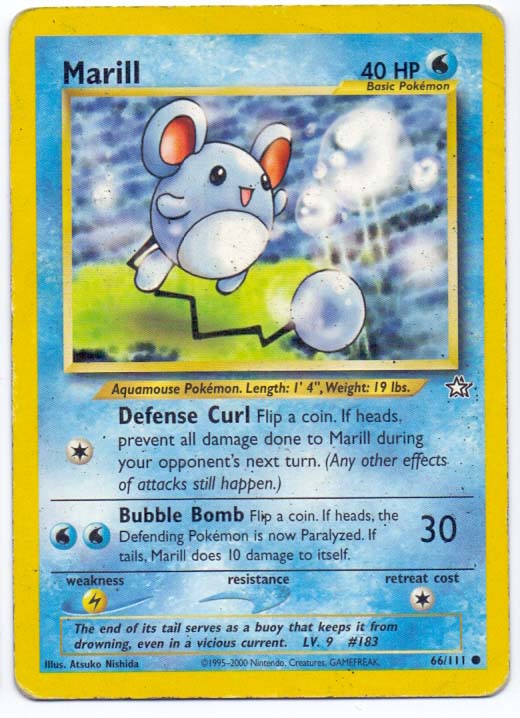 Marill
40 HP
Basic Pokémon
Aquamouse Pokémon. Length: 1' 4", Weight: 19 lbs.
Defense Curl Flip a coin. If heads,
prevent all damage done to Marill during
your opponent's next turn. (Any other effects
of attacks still happen.)
Bubble Bomb Flip a coin. If heads, the
Defending Pokémon is now Paralyzed. If
tails, Marill does 10 damage to itself.
30
weakness
resistance
retreat cost
The end of its tail serves as a buoy that keeps it from
drowning, even in a vicious current. LV. 9 #183
Illus. Atsuko Nishida
©1995-2000 Nintendo, Creatures, GAMEFREAK.
66/111